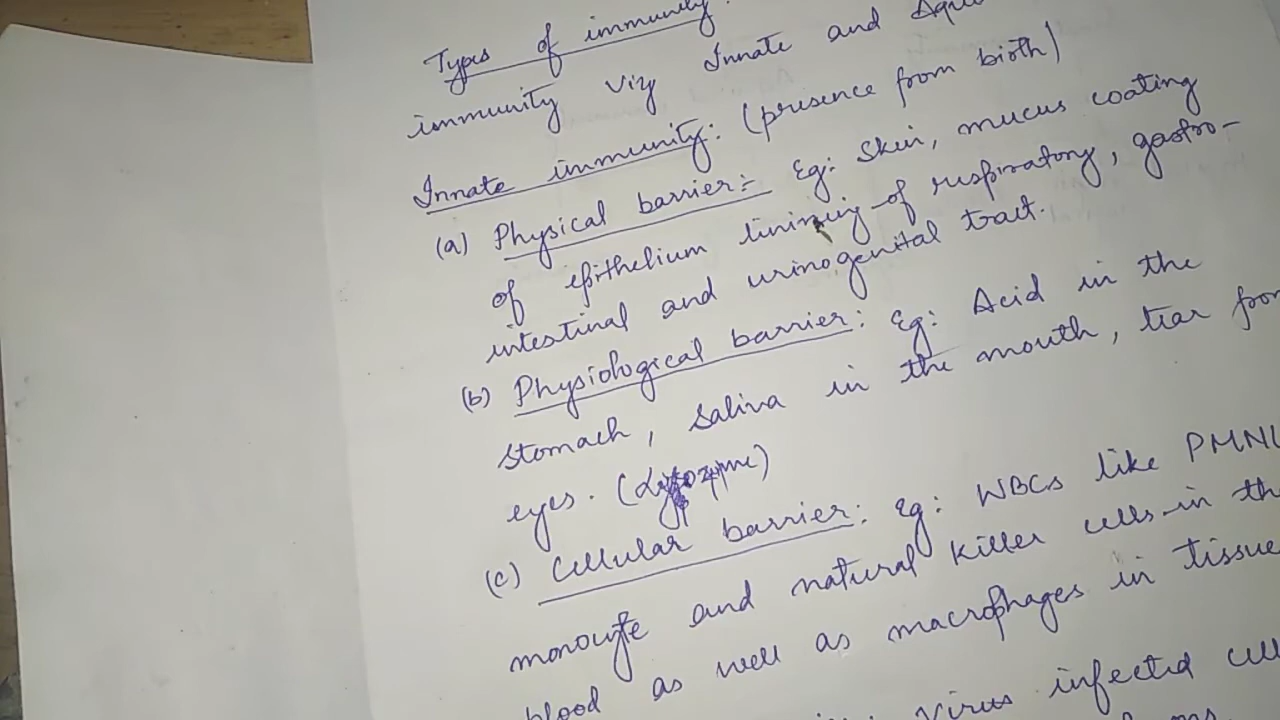 Types of immunity:
immunity viz Innate and
Innate immunity: (presence from birth)
(a) Physical barrier:- Eg: Skin, mucus coating
of epithelium lining of respiratory, gastro-
intestinal and urinogenital tract.
(b) Physiological barrier: Eg: Acid in the
stomach, saliva in the mouth, tear from
eyes. (Lysozyme)
(c) Cellular barrier: Eg: WBCs like PMNL
monocyte and natural killer cells in the
blood as well as macrophages in tissue
Virus infected cell